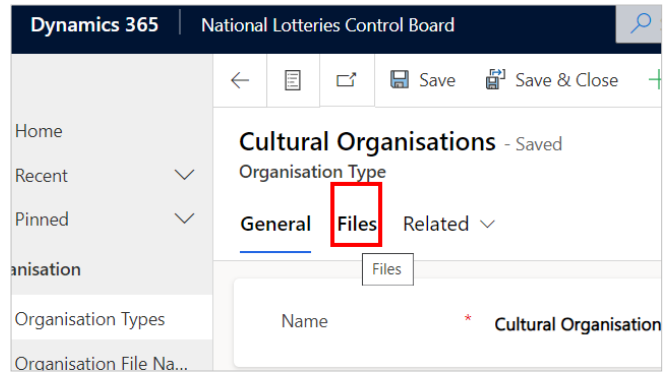 Dynamics 365 National Lotteries Control Board
Save Save & Close
Home
Recent
Pinned
anisation
Organisation Types
Organisation File Na...
Cultural Organisations - Saved
Organisation Type
General Files Related
Files
Name * Cultural Organisation